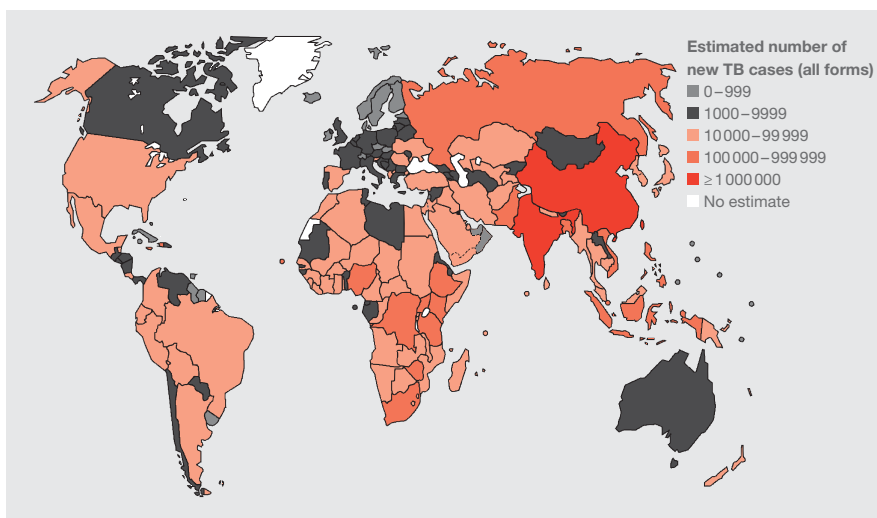 Estimated number of
new TB cases (all forms)
0–999
1000–9999
10 000–99 999
100 000–999 999
≥ 1 000 000
No estimate